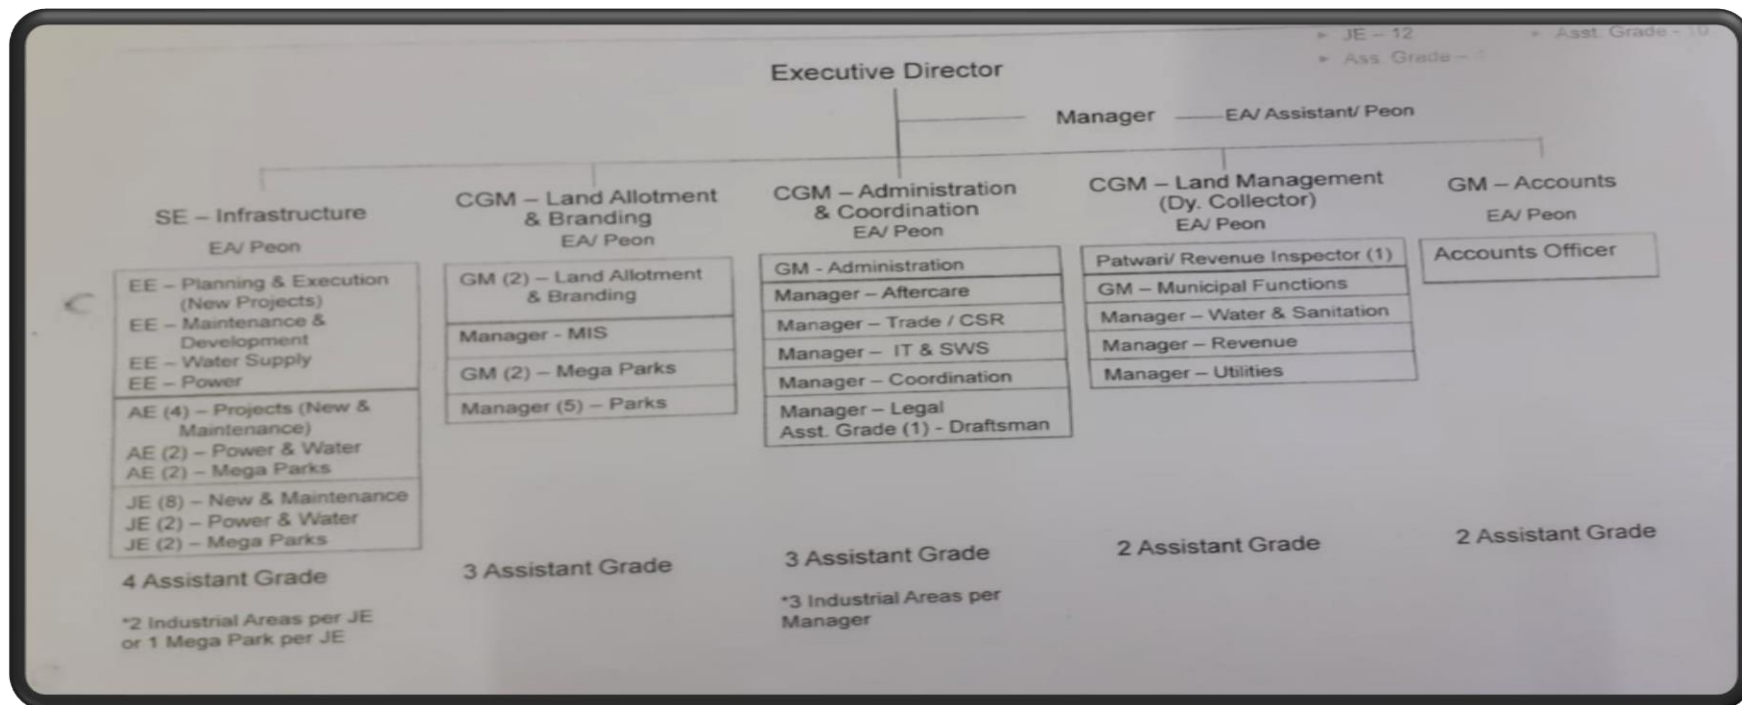 ► JE – 12
► Asst. Grade - 10
► Ass. Grade –
Executive Director
Manager
EA/ Assistant/ Peon
SE – Infrastructure
EA/ Peon
EE – Planning & Execution
(New Projects)
EE – Maintenance &
Development
EE – Water Supply
EE – Power
AE (4) – Projects (New &
Maintenance)
AE (2) – Power & Water
AE (2) – Mega Parks
JE (8) – New & Maintenance
JE (2) – Power & Water
JE (2) – Mega Parks
4 Assistant Grade
*2 Industrial Areas per JE
or 1 Mega Park per JE
CGM – Land Allotment
& Branding
EA/ Peon
GM (2) – Land Allotment
& Branding
Manager - MIS
GM (2) – Mega Parks
Manager (5) – Parks
3 Assistant Grade
CGM – Administration
& Coordination
EA/ Peon
GM - Administration
Manager – Aftercare
Manager – Trade / CSR
Manager – IT & SWS
Manager – Coordination
Manager – Legal
Asst. Grade (1) - Draftsman
3 Assistant Grade
*3 Industrial Areas per
Manager
CGM – Land Management
(Dy. Collector)
EA/ Peon
Patwari/ Revenue Inspector (1)
GM – Municipal Functions
Manager – Water & Sanitation
Manager – Revenue
Manager – Utilities
2 Assistant Grade
GM – Accounts
EA/ Peon
Accounts Officer
2 Assistant Grade